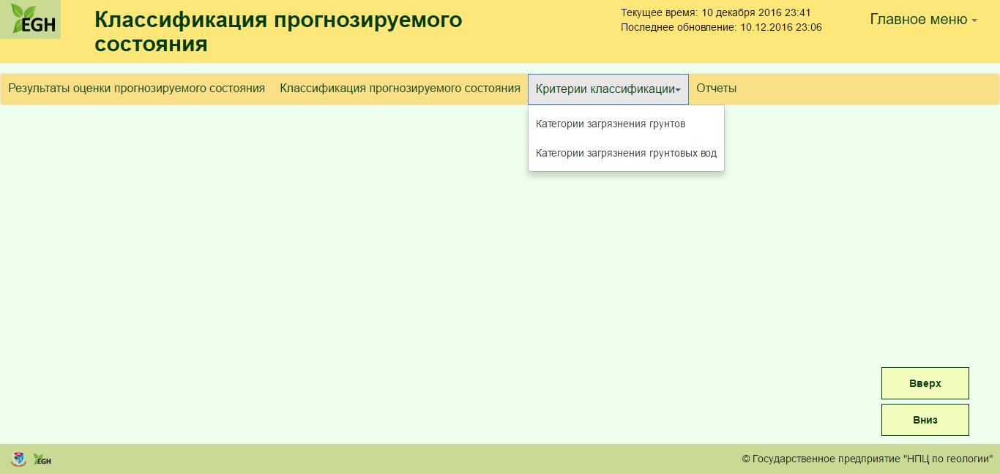 EGH
Классификация прогнозируемого
состояния
Текущее время: 10 декабря 2016 23:41
Последнее обновление: 10.12.2016 23:06
Главное меню
Результаты оценки прогнозируемого состояния
Классификация прогнозируемого состояния
Критерии классификации
Отчеты
Категории загрязнения грунтов
Категории загрязнения грунтовых вод
Вверх
Вниз
EGH
© Государственное предприятие "НПЦ по геологии"